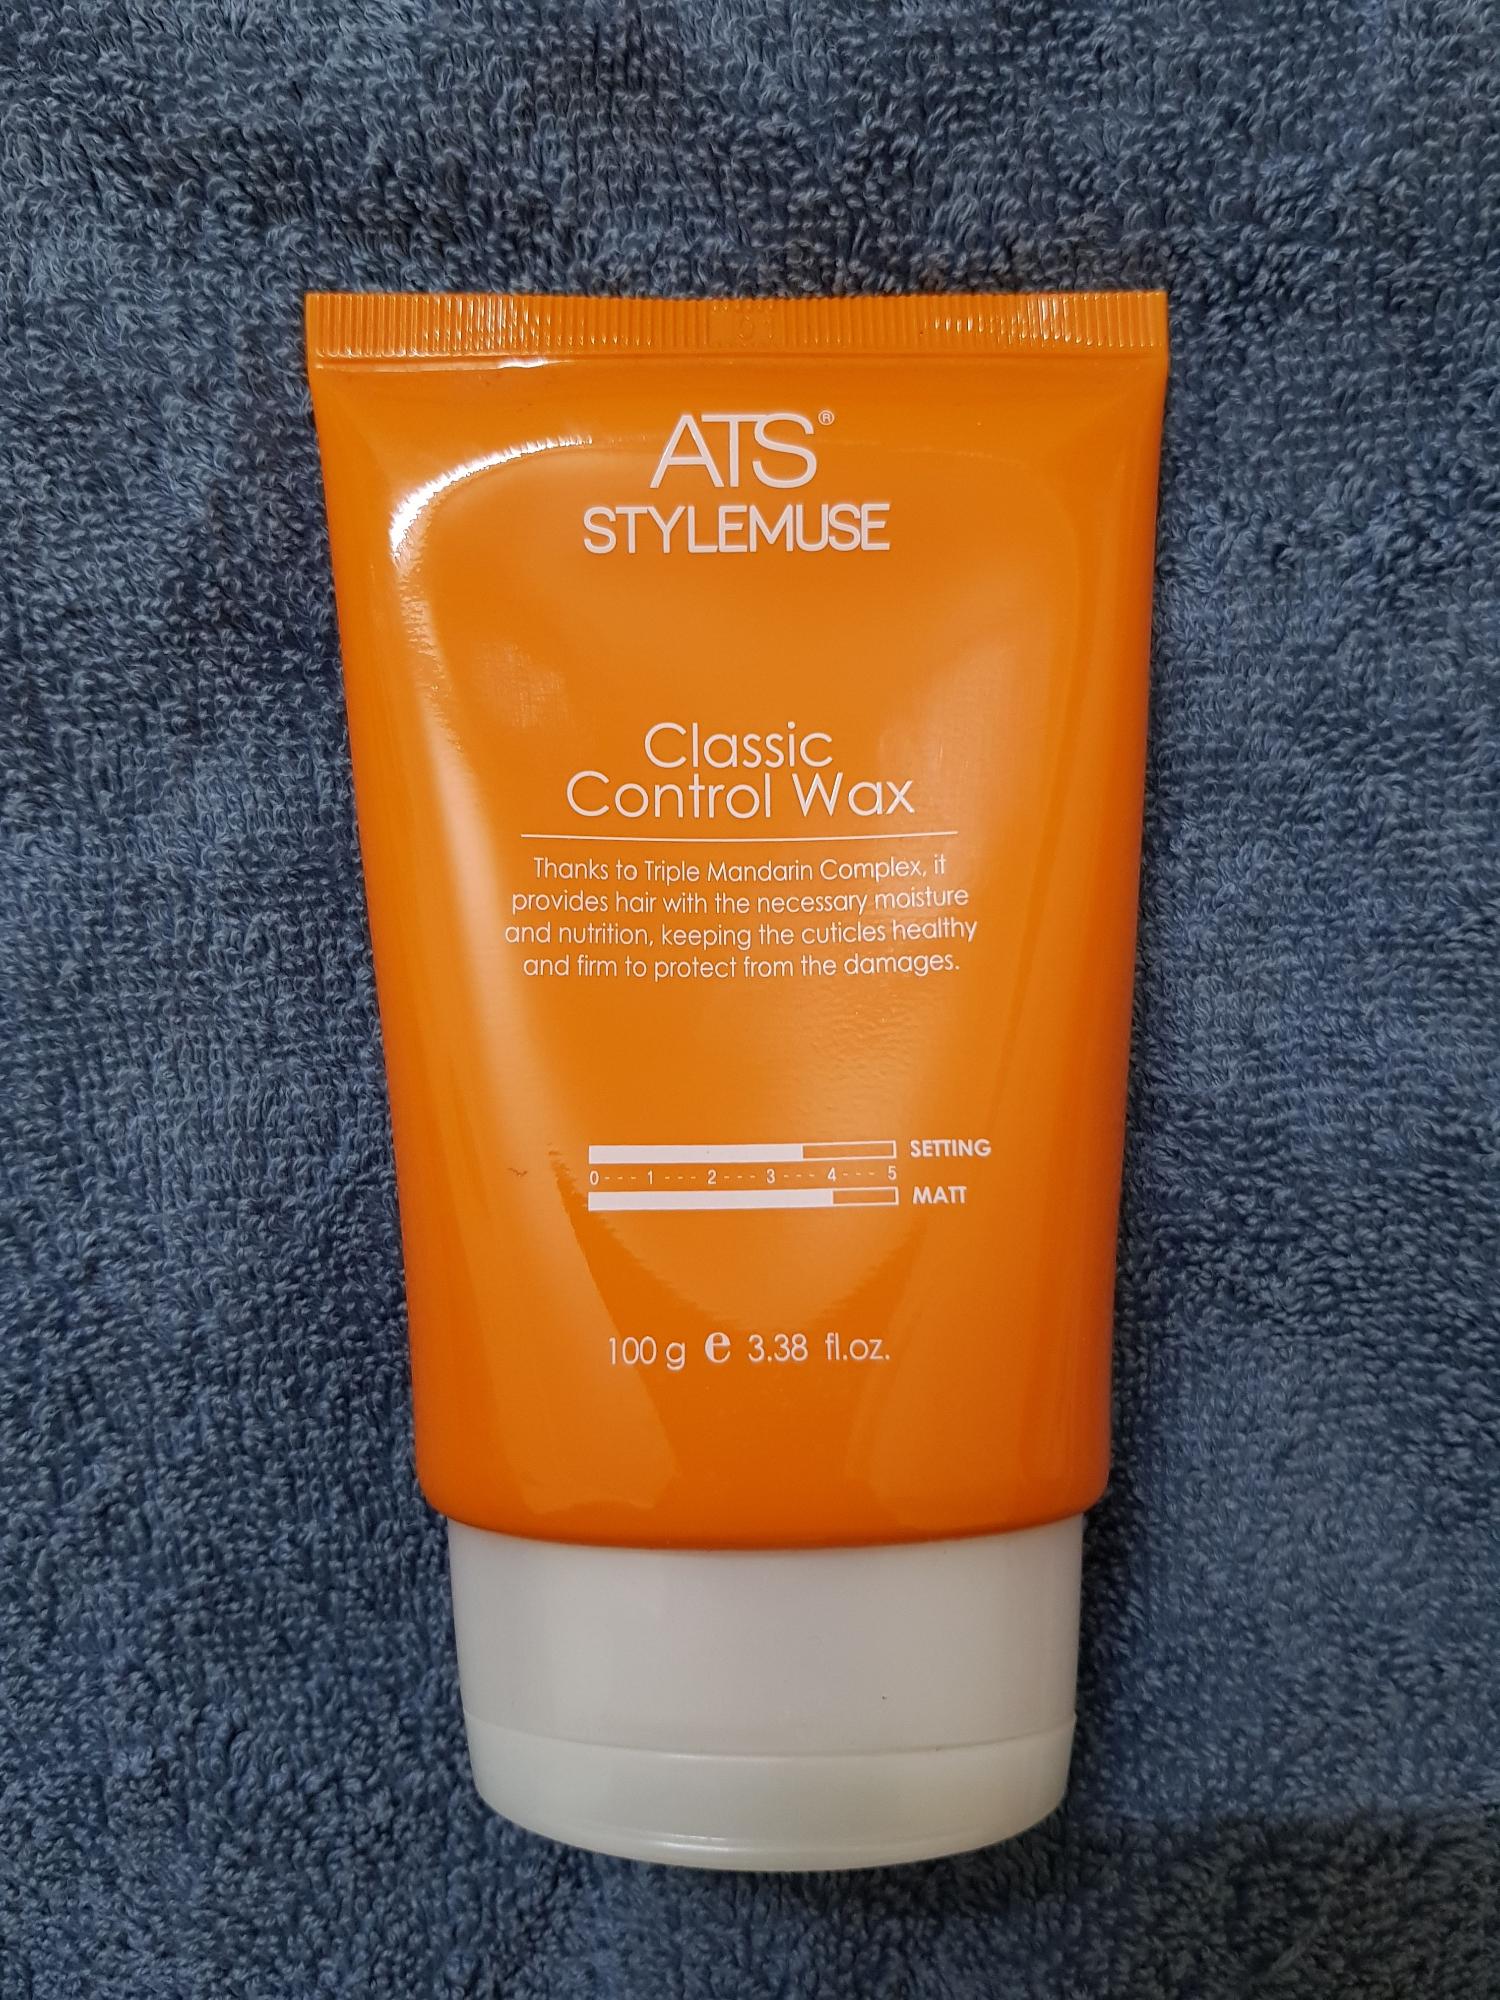 ATS®
STYLEMUSE
Classic
Control Wax
Thanks to Triple Mandarin Complex, it
provides hair with the necessary moisture
and nutrition, keeping the cuticles healthy
and firm to protect from the damages.
SETTING
0---1---2---3---4---5
MATT
100 g e 3.38 fl.oz.